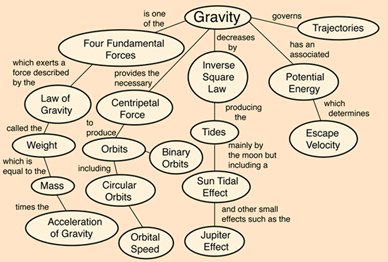 Gravity
is one
of the
governs
Trajectories
Four Fundamental
Forces
decreases
by
has an
associated
which exerts a
force described
by the
provides the
necessary
Inverse
Square
Law
Potential
Energy
Law of
Gravity
Centripetal
Force
producing
the
which
determines
called the
to
produce
Tides
Escape
Velocity
Weight
Orbits
Binary
Orbits
mainly by
the moon but
including a
which is
equal to the
including
Mass
Circular
Orbits
Sun Tidal
Effect
times the
and other small
effects such as the
Acceleration
of Gravity
Orbital
Speed
Jupiter
Effect